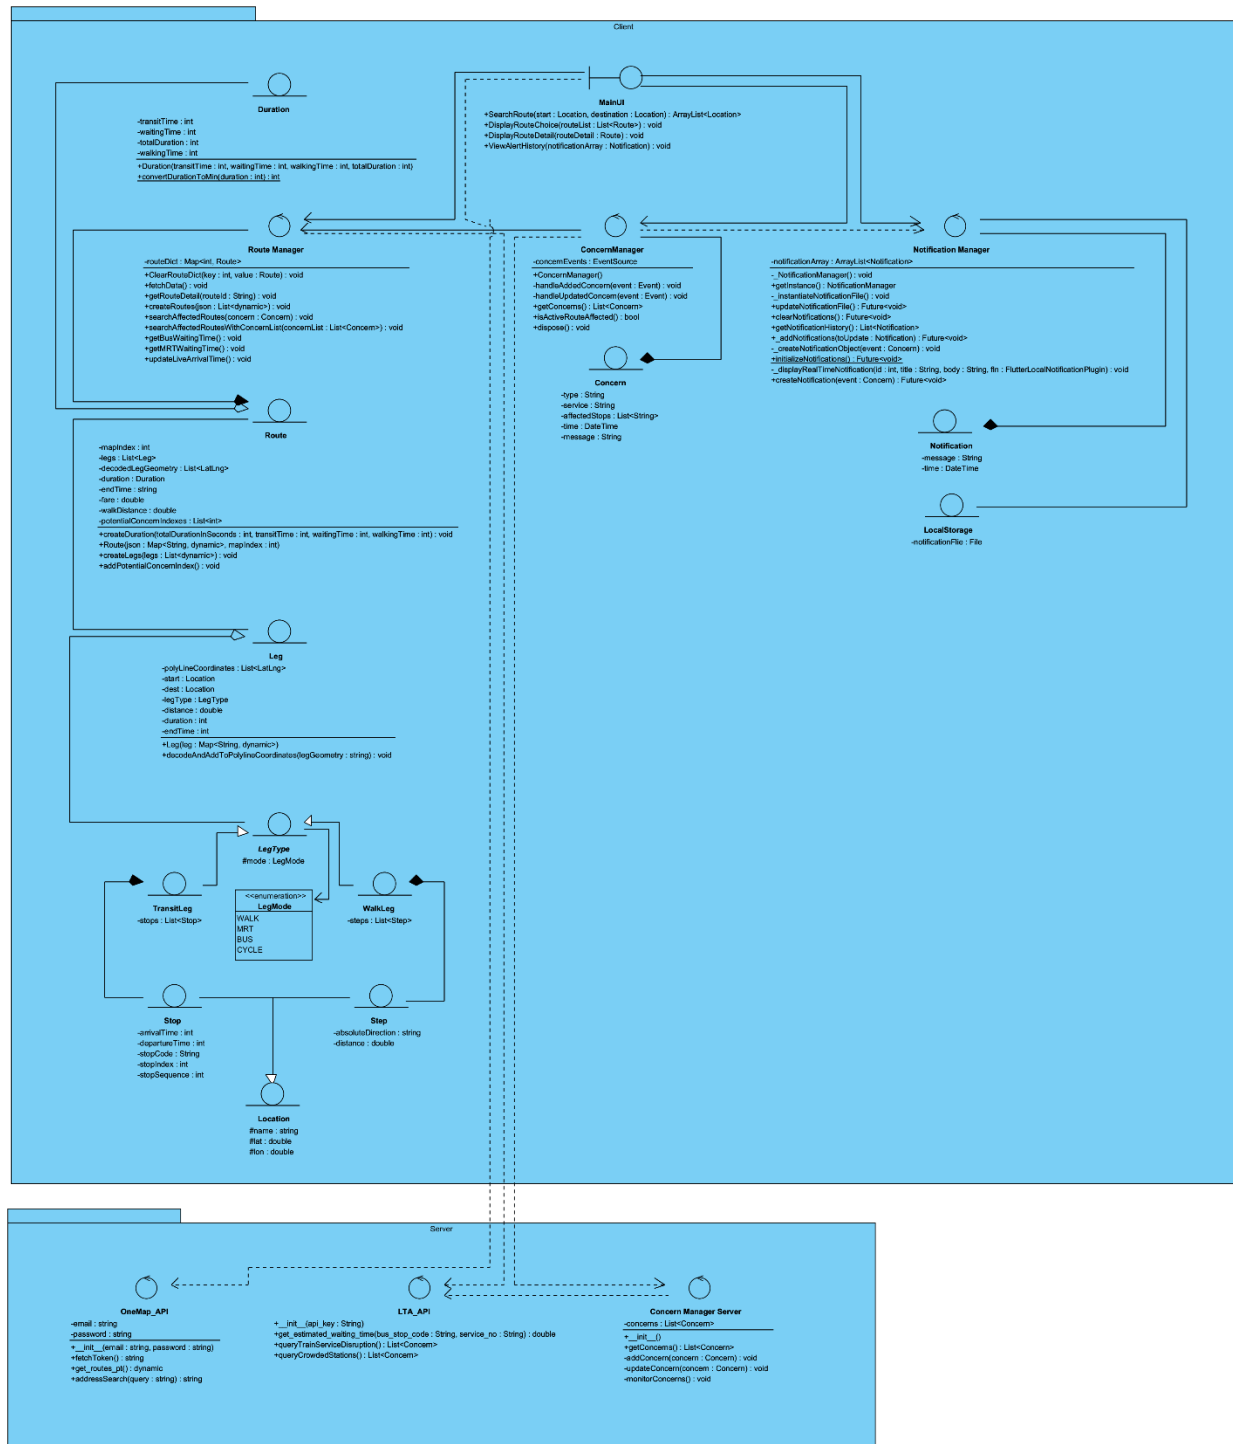 Client
Duration
-transitTime : int
-waitingTime : int
-totalDuration : int
-walkingTime : int
+Duration(transitTime : int, waitingTime : int, walkingTime : int, totalDuration : int)
+convertDurationToMin(duration : int) : int
MainUI
+SearchRoute(start : Location, destination : Location) : ArrayList<Location>
+DisplayRouteChoice(routeList : List<Route>) : void
+DisplayRouteDetail(routeDetail : Route) : void
+ViewAlertHistory(notificationArray : Notification) : void
Route Manager
-routeDict : Map<int, Route>
+ClearRouteDict(key : int, value : Route) : void
+fetchData() : void
+getRouteDetail(routeId : String) : void
+createRoutes(json : List<dynamic>) : void
+searchAffectedRoutes(concern : Concern) : void
+searchAffectedRoutesWithConcernList(concernList : List<Concern>) : void
+getBusWaitingTime() : void
+getMRTWaitingTime() : void
+updateLiveArrivalTime() : void
ConcernManager
-concernEvents : EventSource
+ConcernManager()
-handleAddedConcern(event : Event) : void
-handleUpdatedConcern(event : Event) : void
+getConcerns() : List<Concern>
+isActiveRouteAffected() : bool
+dispose() : void
Notification Manager
-notificationArray : ArrayList<Notification>
-_NotificationManager() : void
+getInstance() : NotificationManager
-_instantiateNotificationFile() : void
+updateNotificationFile() : Future<void>
+clearNotifications() : Future<void>
+getNotificationHistory() : List<Notification>
+_addNotifications(toUpdate : Notification) : Future<void>
-_createNotificationObject(event : Concern) : void
+initializeNotifications() : Future<void>
-_displayRealTimeNotification(id : int, title : String, body : String, fln : FlutterLocalNotificationPlugin) : void
+createNotification(event : Concern) : Future<void>
Concern
-type : String
-service : String
-affectedStops : List<String>
-time : DateTime
-message : String
Notification
-message : String
-time : DateTime
LocalStorage
-notificationFlie : File
Route
-mapIndex : int
-legs : List<Leg>
-decodedLegGeometry : List<LatLng>
-duration : Duration
-endTime : string
-fare : double
-walkDistance : double
-potentialConcernIndexes : List<int>
+createDuration(totalDurationInSeconds : int, transitTime : int, waitingTime : int, walkingTime : int) : void
+Route(json : Map<String, dynamic>, mapIndex : int)
+createLegs(legs : List<dynamic>) : void
+addPotentialConcernIndex() : void
Leg
-polyLineCoordinates : List<LatLng>
-start : Location
-dest : Location
-legType : LegType
-distance : double
-duration : int
-endTime : int
+Leg(leg : Map<String, dynamic>)
+decodeAndAddToPolylineCoordinates(legGeometry : string) : void
LegType
#mode : LegMode
TransitLeg
-stops : List<Stop>
<<enumeration>>
LegMode
WALK
MRT
BUS
CYCLE
WalkLeg
-steps : List<Step>
Stop
-arrivalTime : int
-departureTime : int
-stopCode : String
-stopIndex : int
-stopSequence : int
Step
-absoluteDirection : string
-distance : double
Location
#name : string
#lat : double
#lon : double
Server
OneMap_API
-email : string
-password : string
+__init__(email : string, password : string)
+fetchToken() : string
+get_routes_pt() : dynamic
+addressSearch(query : string) : string
LTA_API
+__init__(api_key : String)
+get_estimated_waiting_time(bus_stop_code : String, service_no : String) : double
+queryTrainServiceDisruption() : List<Concern>
+queryCrowdedStations() : List<Concern>
Concern Manager Server
-concerns : List<Concern>
+__init__()
+getConcerns() : List<Concern>
-addConcern(concern : Concern) : void
-updateConcern(concern : Concern) : void
-monitorConcerns() : void